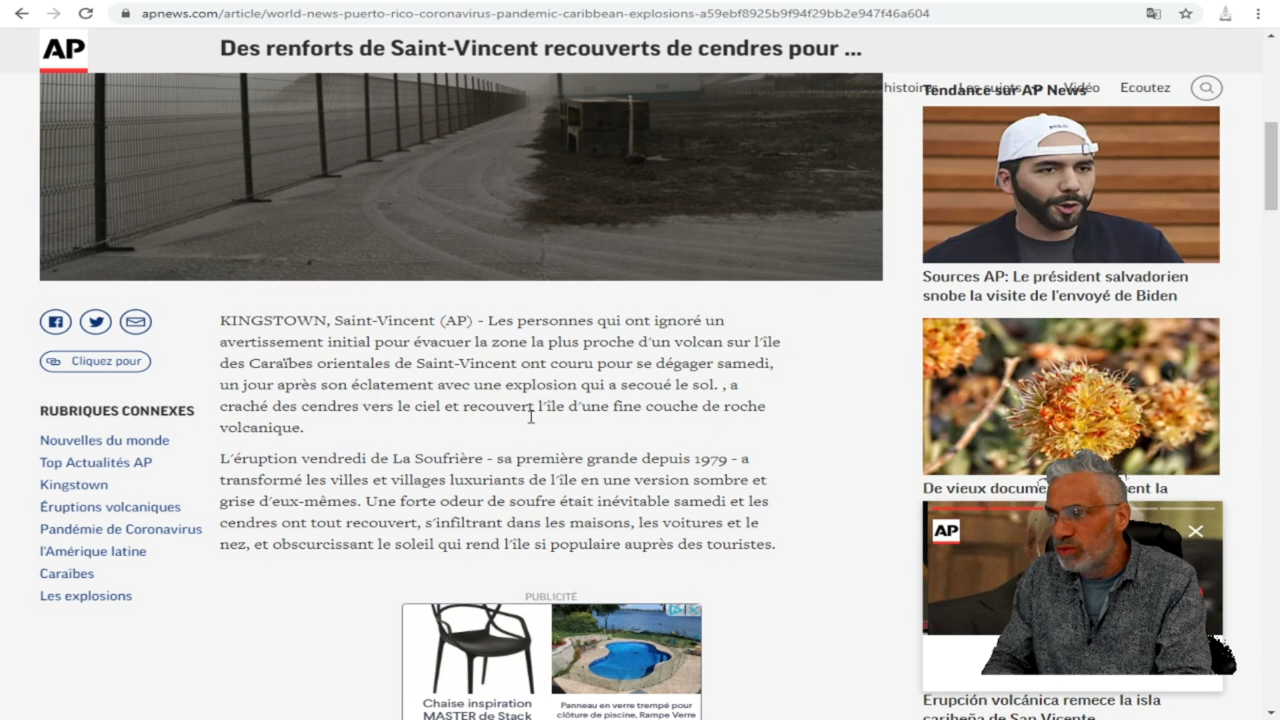 apnews.com/article/world-news-puerto-rico-coronavirus-pandemic-caribbean-explosions-a59ebf8925b9f94f29bb2e947f46a604
AP
Des renforts de Saint-Vincent recouverts de cendres pour ...
Vidéo
Ecoutez
Tendance sur AP News
POLO
Sources AP: Le président salvadorien
snobe la visite de l'envoyé de Biden
Cliquez pour
RUBRIQUES CONNEXES
Nouvelles du monde
Top Actualités AP
Kingstown
Éruptions volcaniques
Pandémie de Coronavirus
l'Amérique latine
Caraïbes
Les explosions
KINGSTOWN, Saint-Vincent (AP) - Les personnes qui ont ignoré un
avertissement initial pour évacuer la zone la plus proche d'un volcan sur l'île
des Caraïbes orientales de Saint-Vincent ont couru pour se dégager samedi,
un jour après son éclatement avec une explosion qui a secoué le sol. , a
craché des cendres vers le ciel et recouvert l'île d'une fine couche de roche
volcanique.
L'éruption vendredi de La Soufrière - sa première grande depuis 1979 - a
transformé les villes et villages luxuriants de l'île en une version sombre et
grise d'eux-mêmes. Une forte odeur de soufre était inévitable samedi et les
cendres ont tout recouvert, s'infiltrant dans les maisons, les voitures et le
nez, et obscurcissant le soleil qui rend l'île si populaire auprès des touristes.
PUBLICITÉ
Chaise inspiration
MASTER de Stack
Panneau en verre trempé pour
clôture de piscine, Rampe Verre
De vieux la
AP
Erupción volcánica remece la isla
caribeña de San Vicente